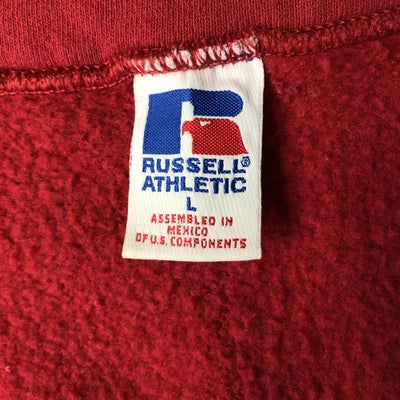 RUSSELL®
ATHLETIC
L
ASSEMBLED IN
MEXICO
OF U.S. COMPONENTS